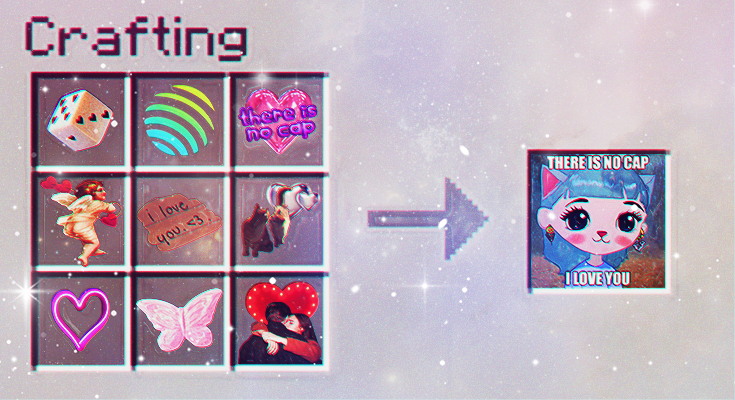 Crafting
there is
no cap
i love
you. <3
THERE IS NO CAP
I LOVE YOU